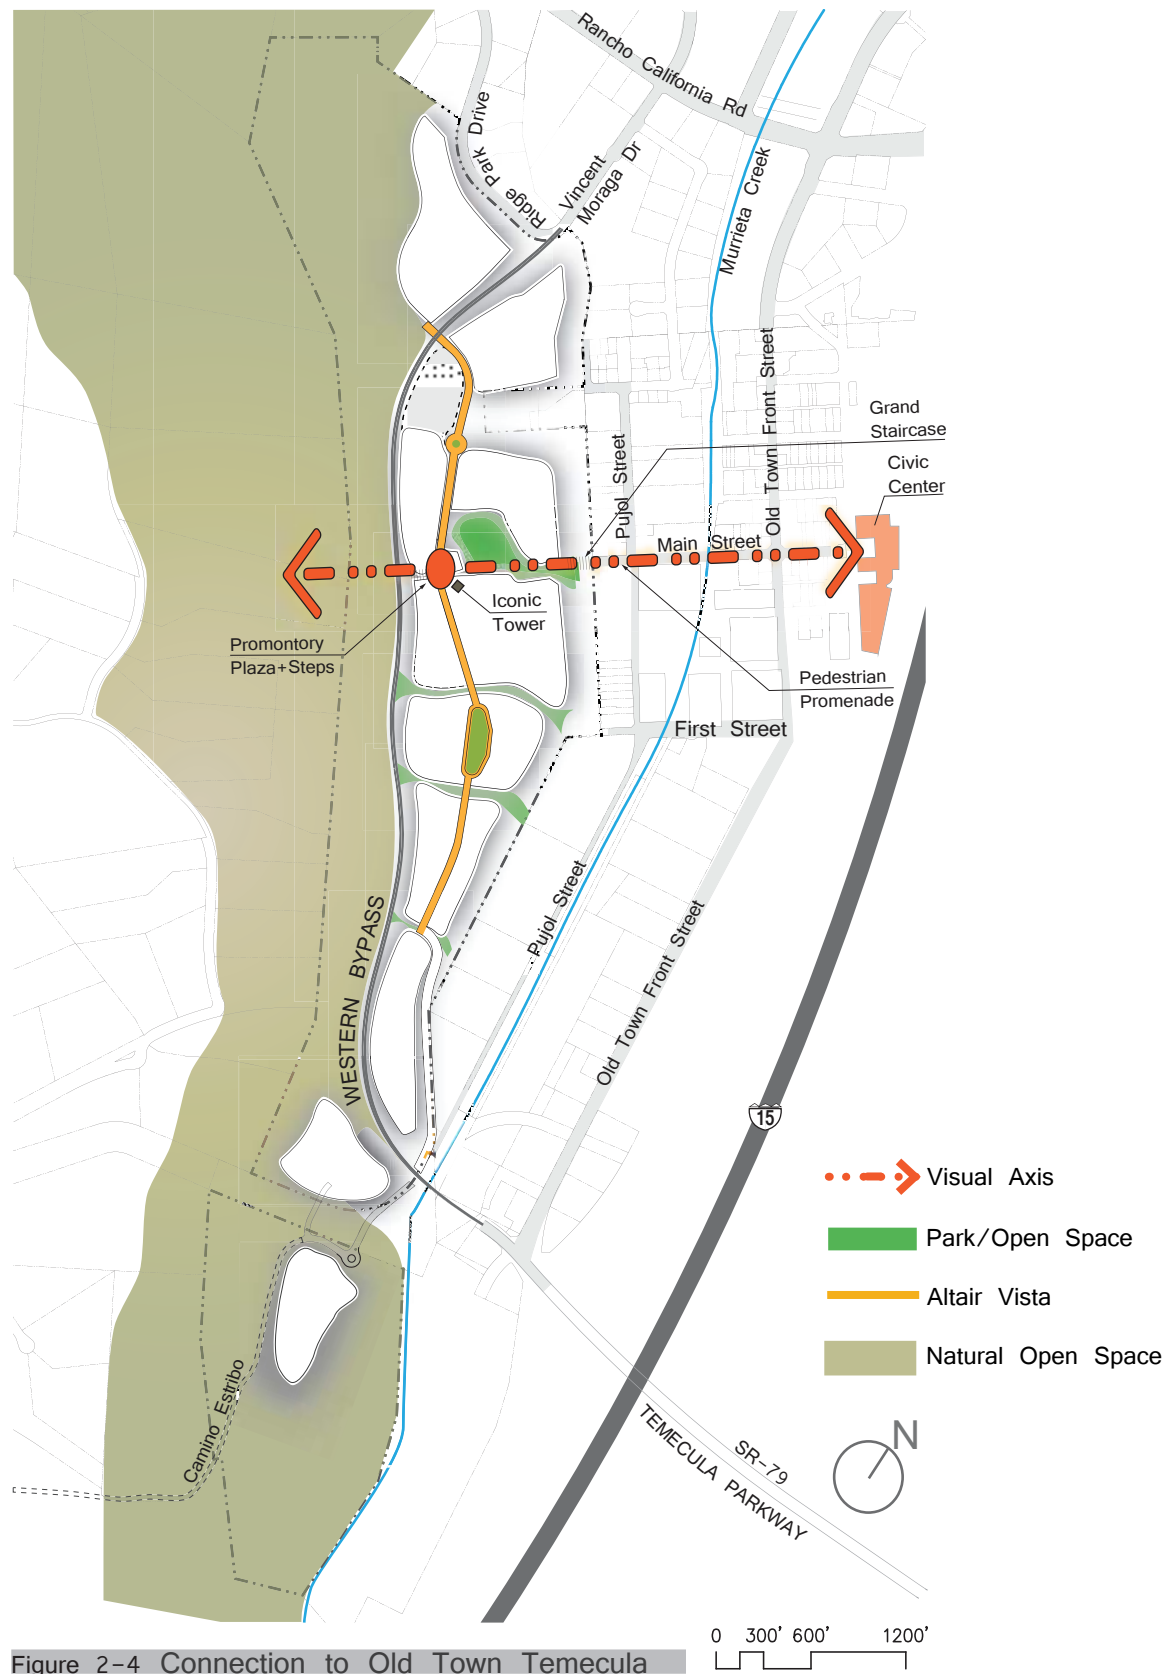 Rancho California Rd
Ridge Park Drive
Vincent
Moraga Dr
Murrieta Creek
Old Town Front Street
Grand
Staircase
Civic
Center
Pujol Street
Main Street
Iconic
Tower
Promontory
Plaza+Steps
Pedestrian
Promenade
First Street
WESTERN BYPASS
Pujol Street
Old Town Front Street
15
Visual Axis
Park/Open Space
Altair Vista
Natural Open Space
Camino Estribo
N
SR-79
TEMECULA PARKWAY
0 300' 600' 1200'
Figure 2-4 Connection to Old Town Temecula